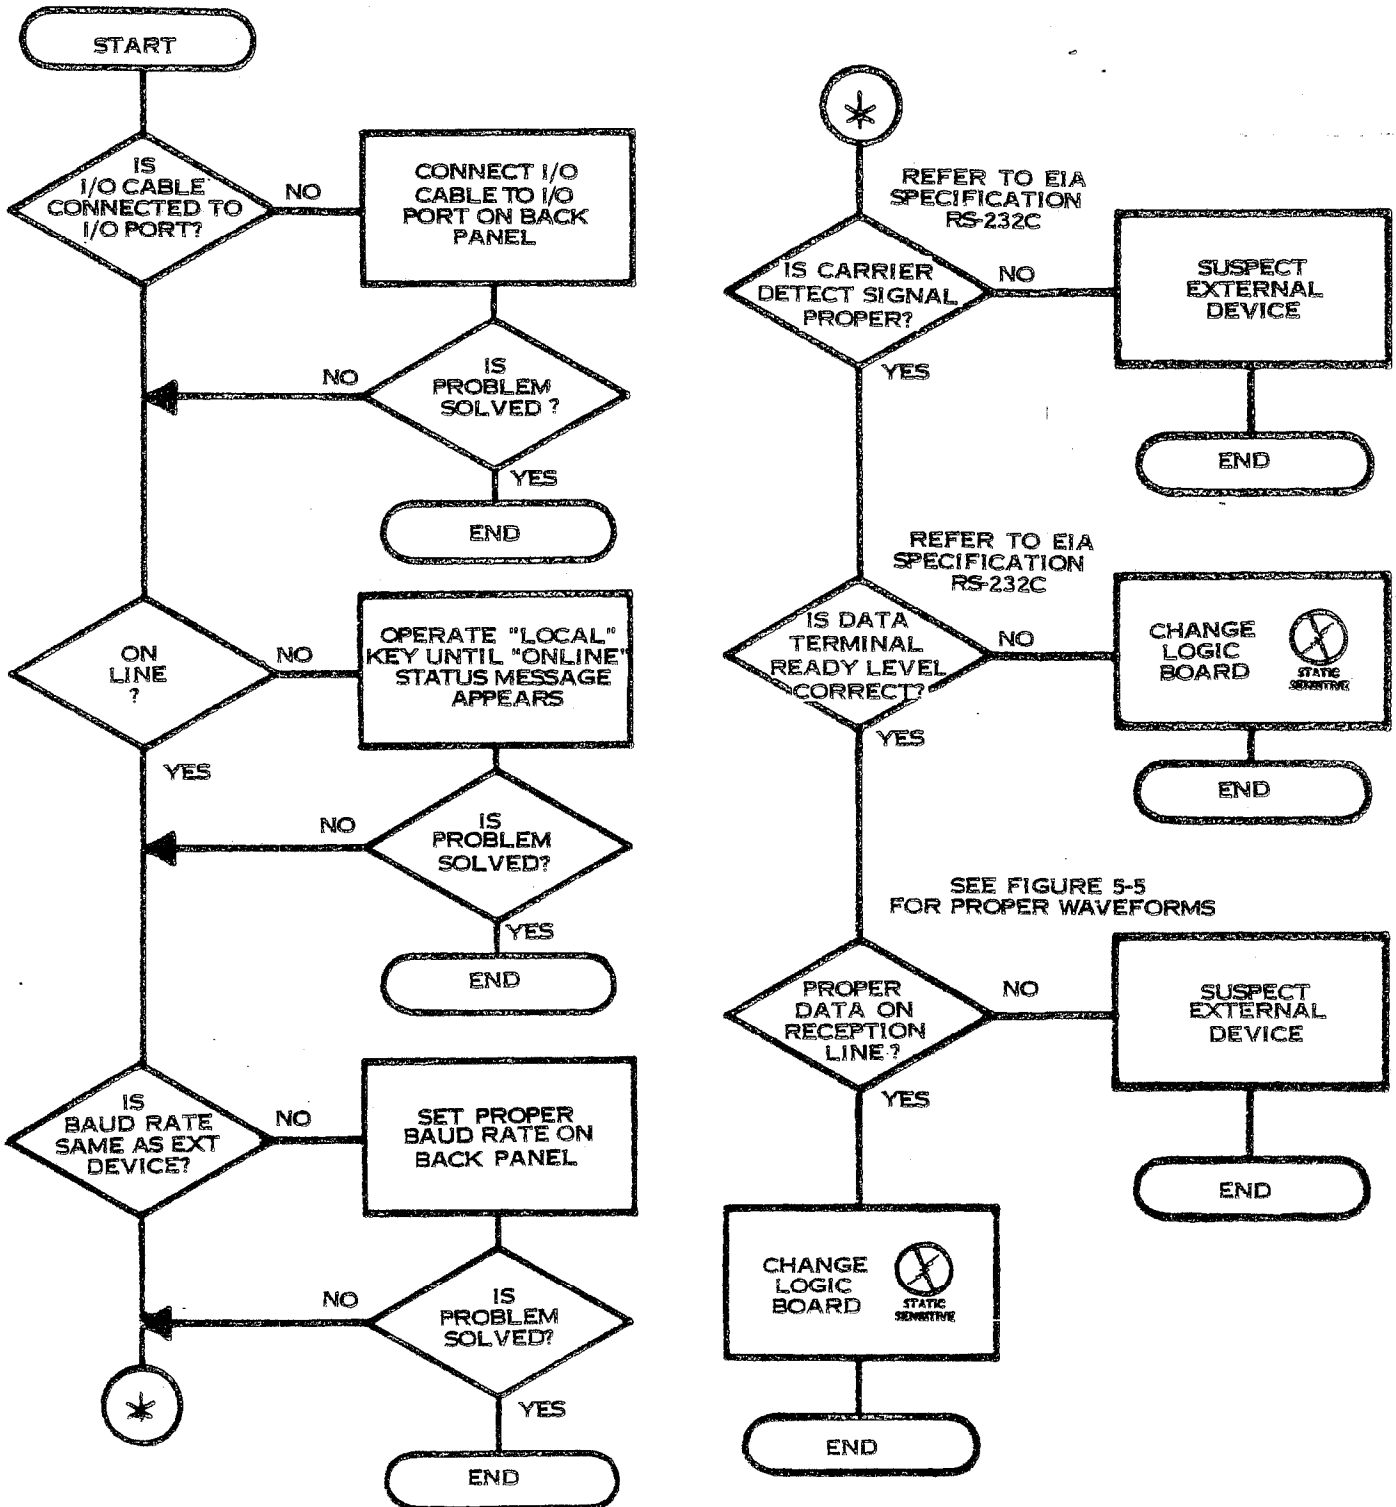 START
IS
I/O CABLE
CONNECTED TO
I/O PORT?
NO
CONNECT I/O
CABLE TO I/O
PORT ON BACK
PANEL
IS
PROBLEM
SOLVED ?
NO
YES
END
ON
LINE
?
NO
OPERATE "LOCAL"
KEY UNTIL "ONLINE"
STATUS MESSAGE
APPEARS
YES
IS
PROBLEM
SOLVED?
NO
YES
END
IS
BAUD RATE
SAME AS EXT
DEVICE?
NO
SET PROPER
BAUD RATE ON
BACK PANEL
IS
PROBLEM
SOLVED?
NO
YES
END
*
*
REFER TO EIA
SPECIFICATION
RS-232C
IS CARRIER
DETECT SIGNAL
PROPER?
NO
SUSPECT
EXTERNAL
DEVICE
END
YES
REFER TO EIA
SPECIFICATION
RS-232C
IS DATA
TERMINAL
READY LEVEL
CORRECT?
NO
CHANGE
LOGIC
BOARD
STATIC
SENSITIVE
END
YES
SEE FIGURE 5-5
FOR PROPER WAVEFORMS
PROPER
DATA ON
RECEPTION
LINE?
NO
SUSPECT
EXTERNAL
DEVICE
END
YES
CHANGE
LOGIC
BOARD
STATIC
SENSITIVE
END